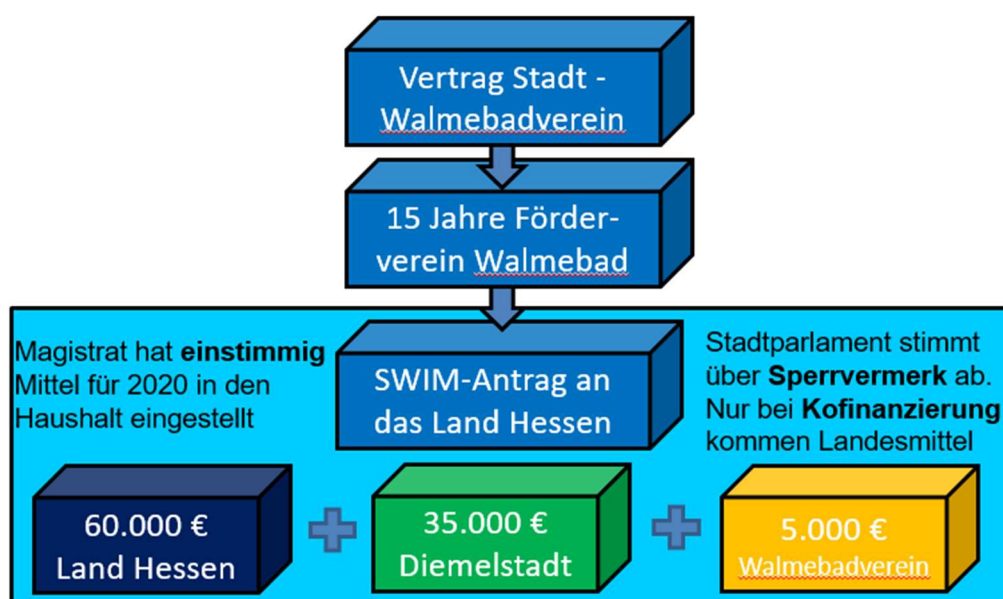 Vertrag Stadt -
Walmebadverein
15 Jahre Förder-
verein Walmebad
Magistrat hat einstimmig
Mittel für 2020 in den
Haushalt eingestellt
SWIM-Antrag an
das Land Hessen
Stadtparlament stimmt
über Sperrvermerk ab.
Nur bei Kofinanzierung
kommen Landesmittel
60.000 €
Land Hessen
35.000 €
Diemelstadt
5.000 €
Walmebadverein